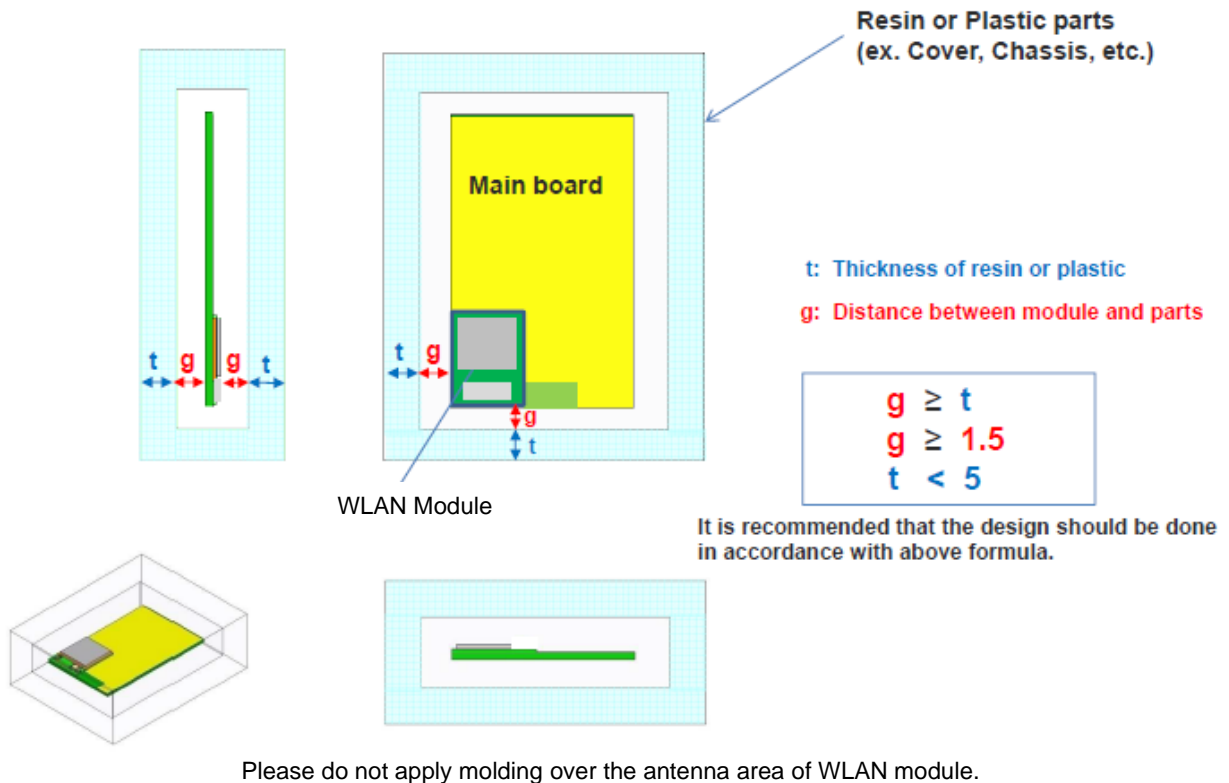 Resin or Plastic parts
(ex. Cover, Chassis, etc.)
Main board
t: Thickness of resin or plastic
g: Distance between module and parts
t g g t
t g
g
t
g ≥ t
g ≥ 1.5
t < 5
WLAN Module
It is recommended that the design should be done
in accordance with above formula.
Please do not apply molding over the antenna area of WLAN module.